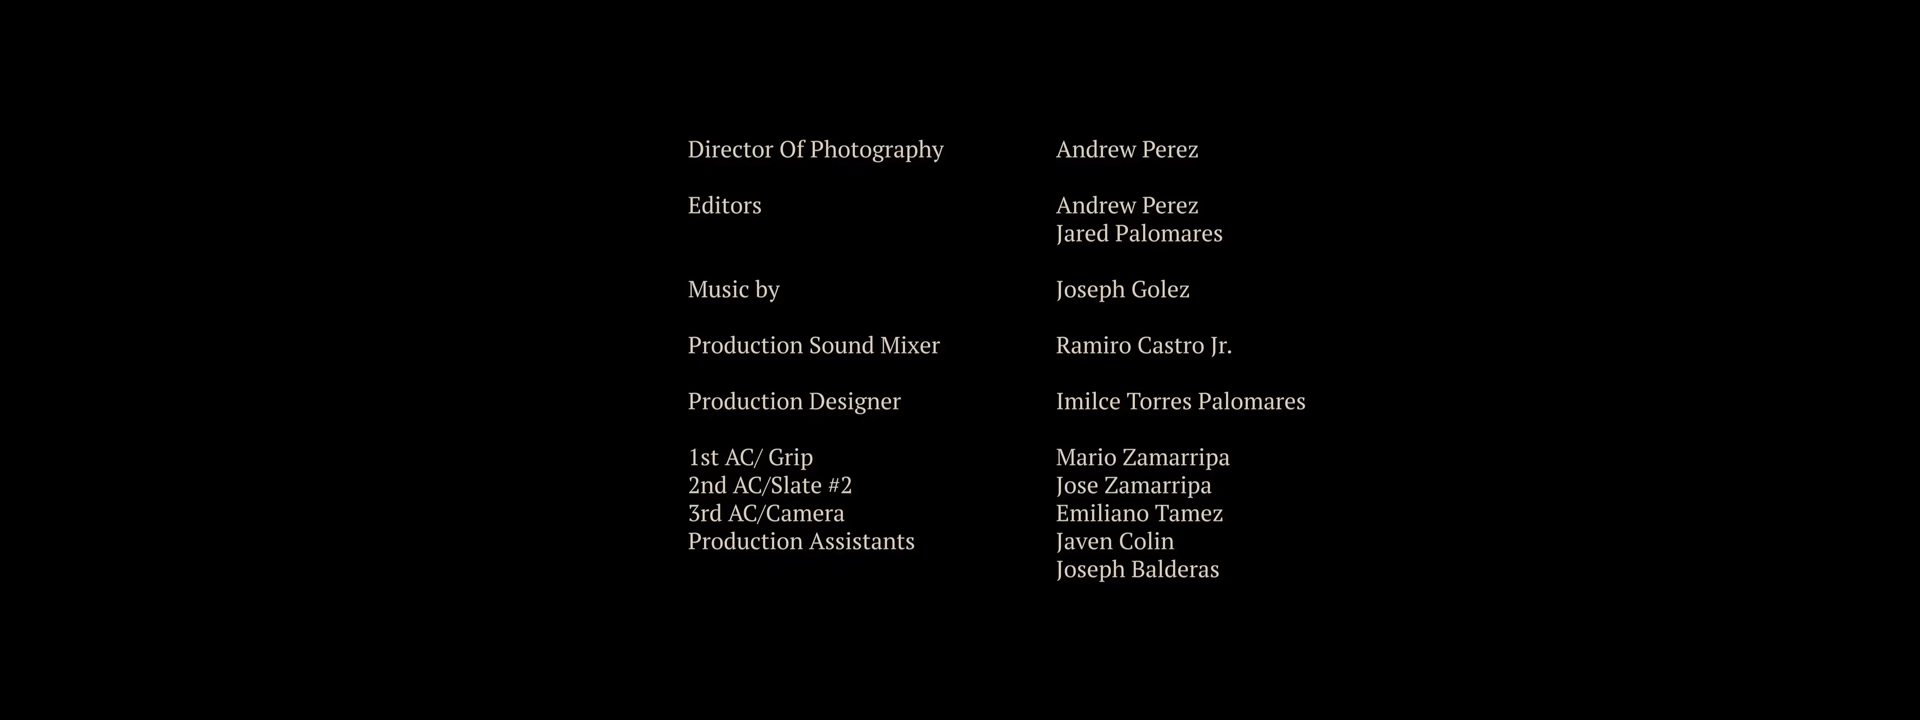 Director Of Photography Andrew Perez
Editors Andrew Perez
Jared Palomares
Music by Joseph Golez
Production Sound Mixer Ramiro Castro Jr.
Production Designer Imilce Torres Palomares
1st AC/ Grip Mario Zamarripa
2nd AC/Slate #2 Jose Zamarripa
3rd AC/Camera Emiliano Tamez
Production Assistants Javen Colin
Joseph Balderas